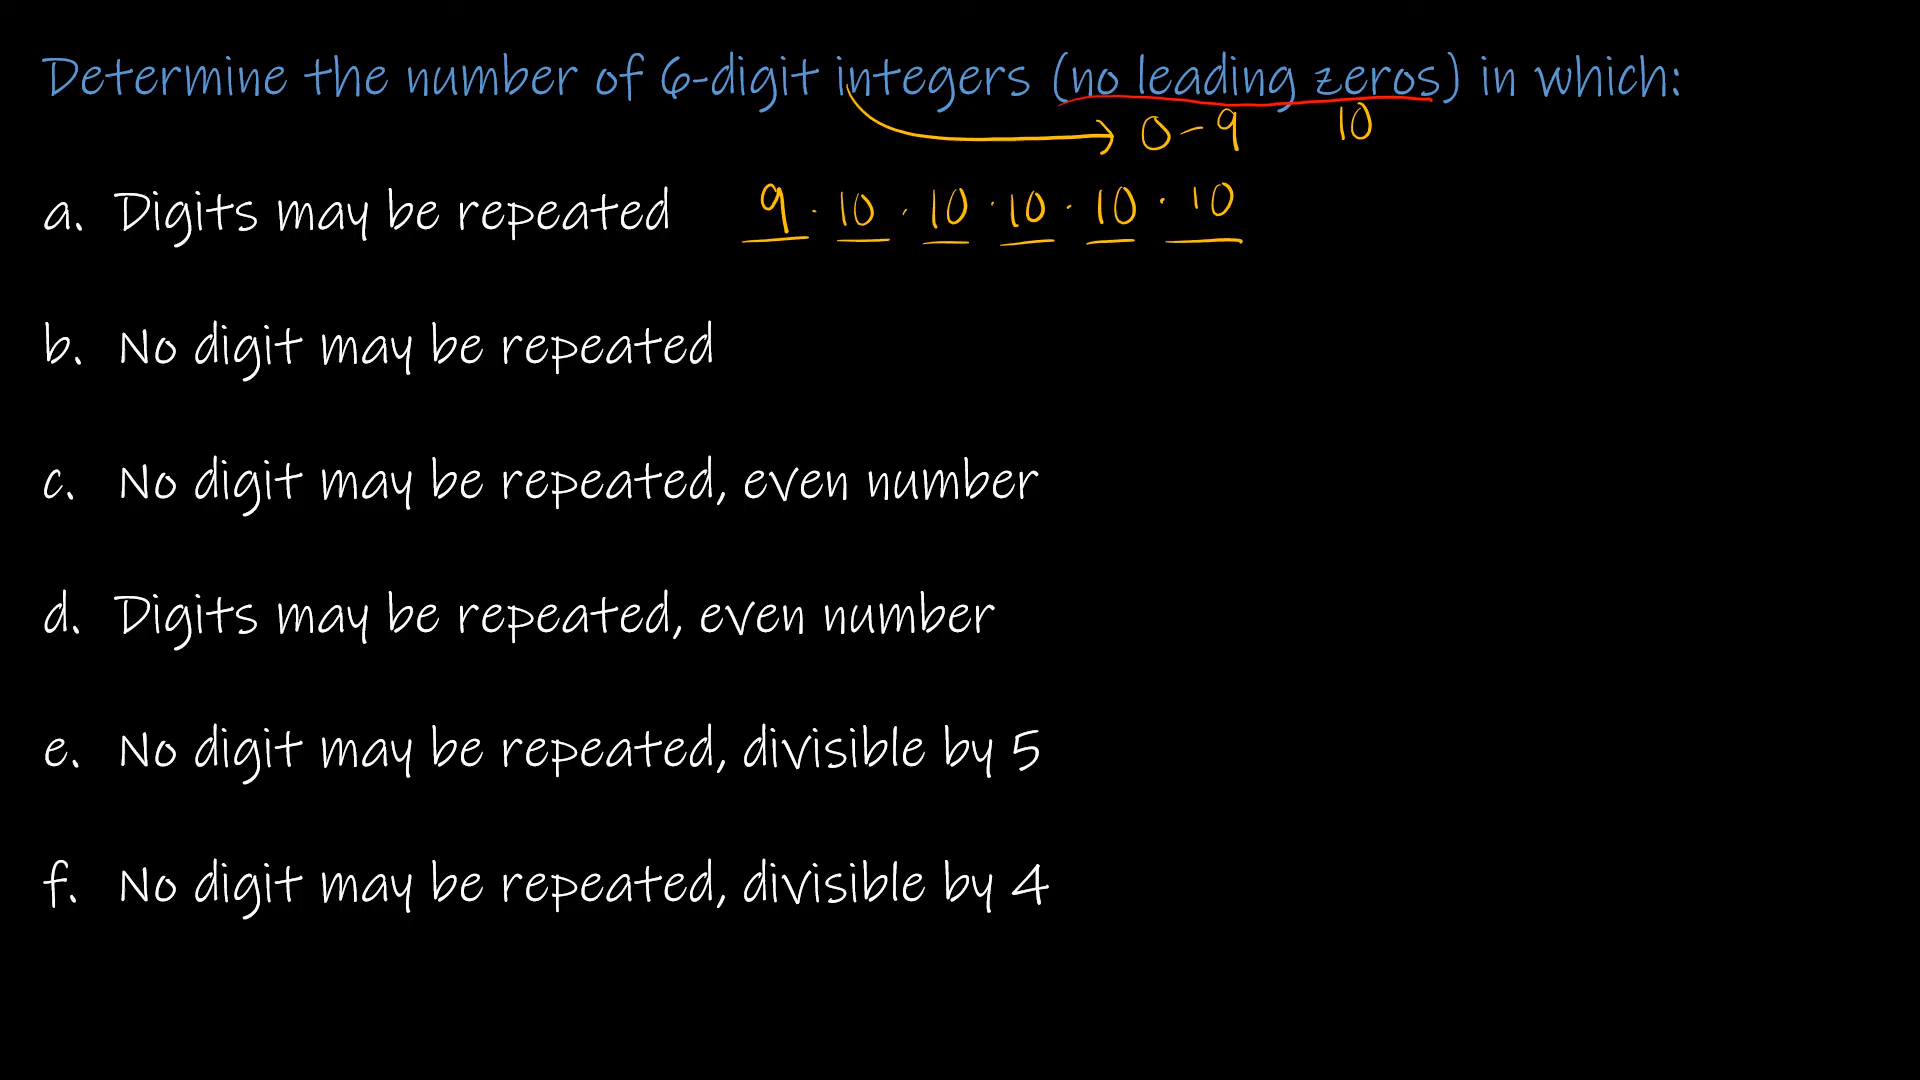 Determine the number of 6-digit integers (no leading zeros) in which:
0-9 10
a. Digits may be repeated 9 · 10 · 10 · 10 · 10 · 10
b. No digit may be repeated
c. No digit may be repeated, even number
d. Digits may be repeated, even number
e. No digit may be repeated, divisible by 5
f. No digit may be repeated, divisible by 4